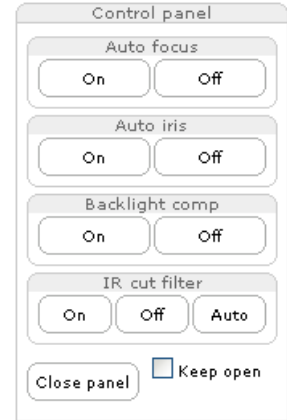 Control panel
Auto focus
On Off
Auto iris
On Off
Backlight comp
On Off
IR cut filter
On Off Auto
Close panel Keep open